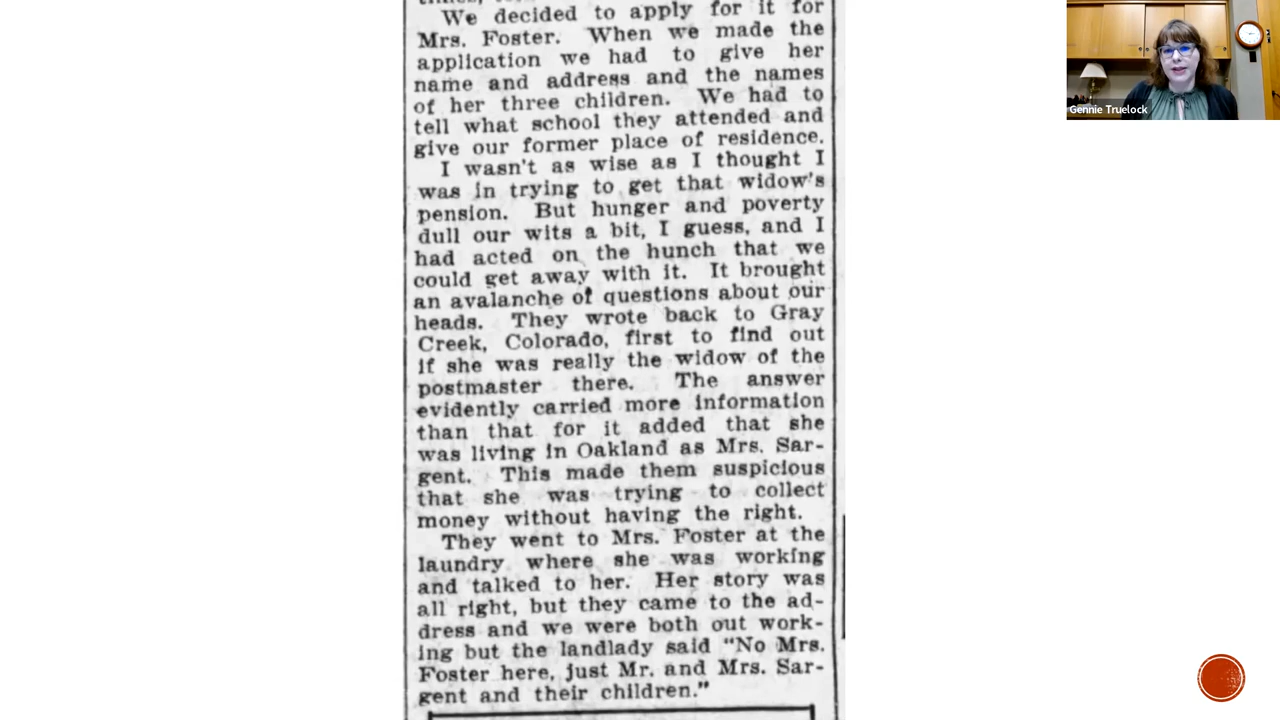 We decided to apply for it for
Mrs. Foster. When we made the
application we had to give her
name and address and the names
of her three children. We had to
tell what school they attended and
give our former place of residence.
I wasn't as wise as I thought I
was in trying to get that widow's
pension. But hunger and poverty
dull our wits a bit, I guess, and I
had acted on the hunch that we
could get away with it. It brought
an avalanche of questions about our
heads. They wrote back to Gray
Creek, Colorado, first to find out
if she was really the widow of the
postmaster there. The answer
evidently carried more information
than that for it added that she
was living in Oakland as Mrs. Sar-
gent. This made them suspicious
that she was trying to collect
money without having the right.
They went to Mrs. Foster at the
laundry where she was working
and talked to her. Her story was
all right, but they came to the ad-
dress and we were both out work-
ing but the landlady said “No Mrs.
Foster here, just Mr. and Mrs. Sar-
gent and their children.”
Gennie Truelock